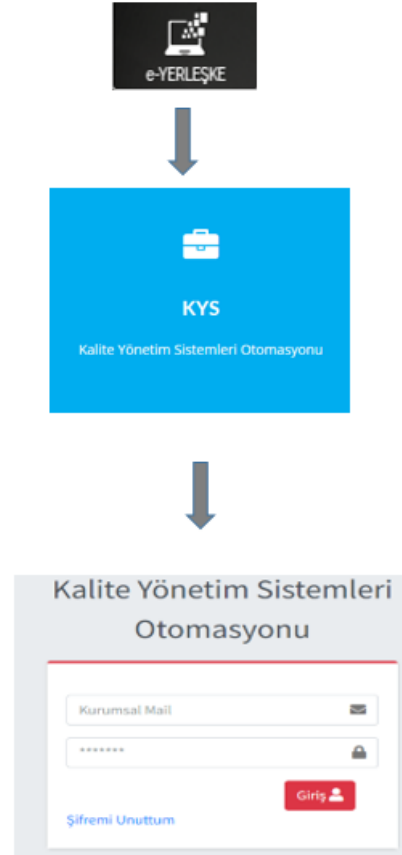 e-YERLEŞKE
KYS
Kalite Yönetim Sistemleri Otomasyonu
Kalite Yönetim Sistemleri
Otomasyonu
Kurumsal Mail
*******
Giriş
Şifremi Unuttum